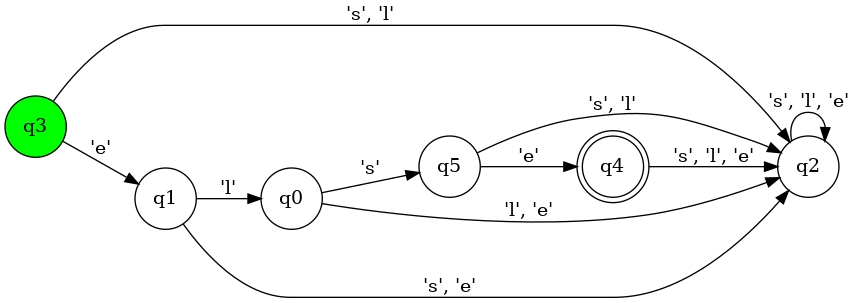 's', 'l'
q3
'e'
q1
'l'
q0
's'
q5
's', 'l'
'e'
q4
's', 'l', 'e'
q2
's', 'l', 'e'
'l', 'e'
's', 'e'